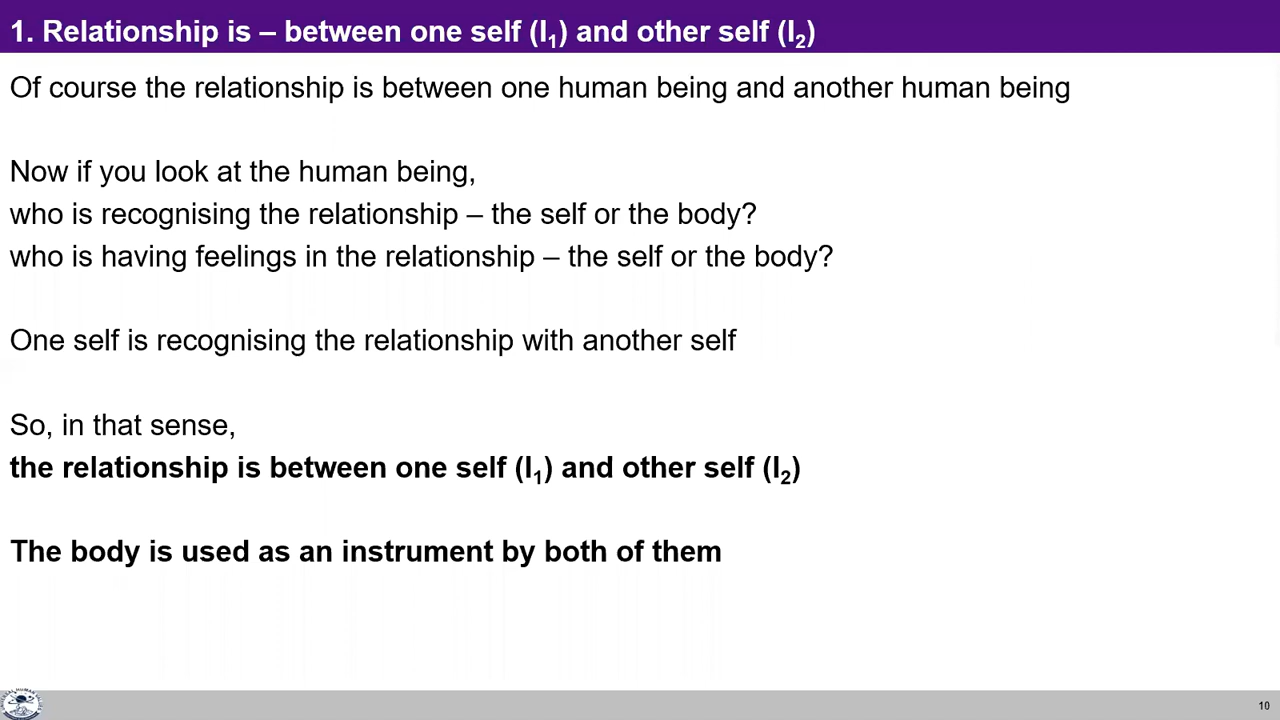 1. Relationship is – between one self (I₁) and other self (I₂)
Of course the relationship is between one human being and another human being
Now if you look at the human being,
who is recognising the relationship – the self or the body?
who is having feelings in the relationship – the self or the body?
One self is recognising the relationship with another self
So, in that sense,
the relationship is between one self (I₁) and other self (I₂)
The body is used as an instrument by both of them
10